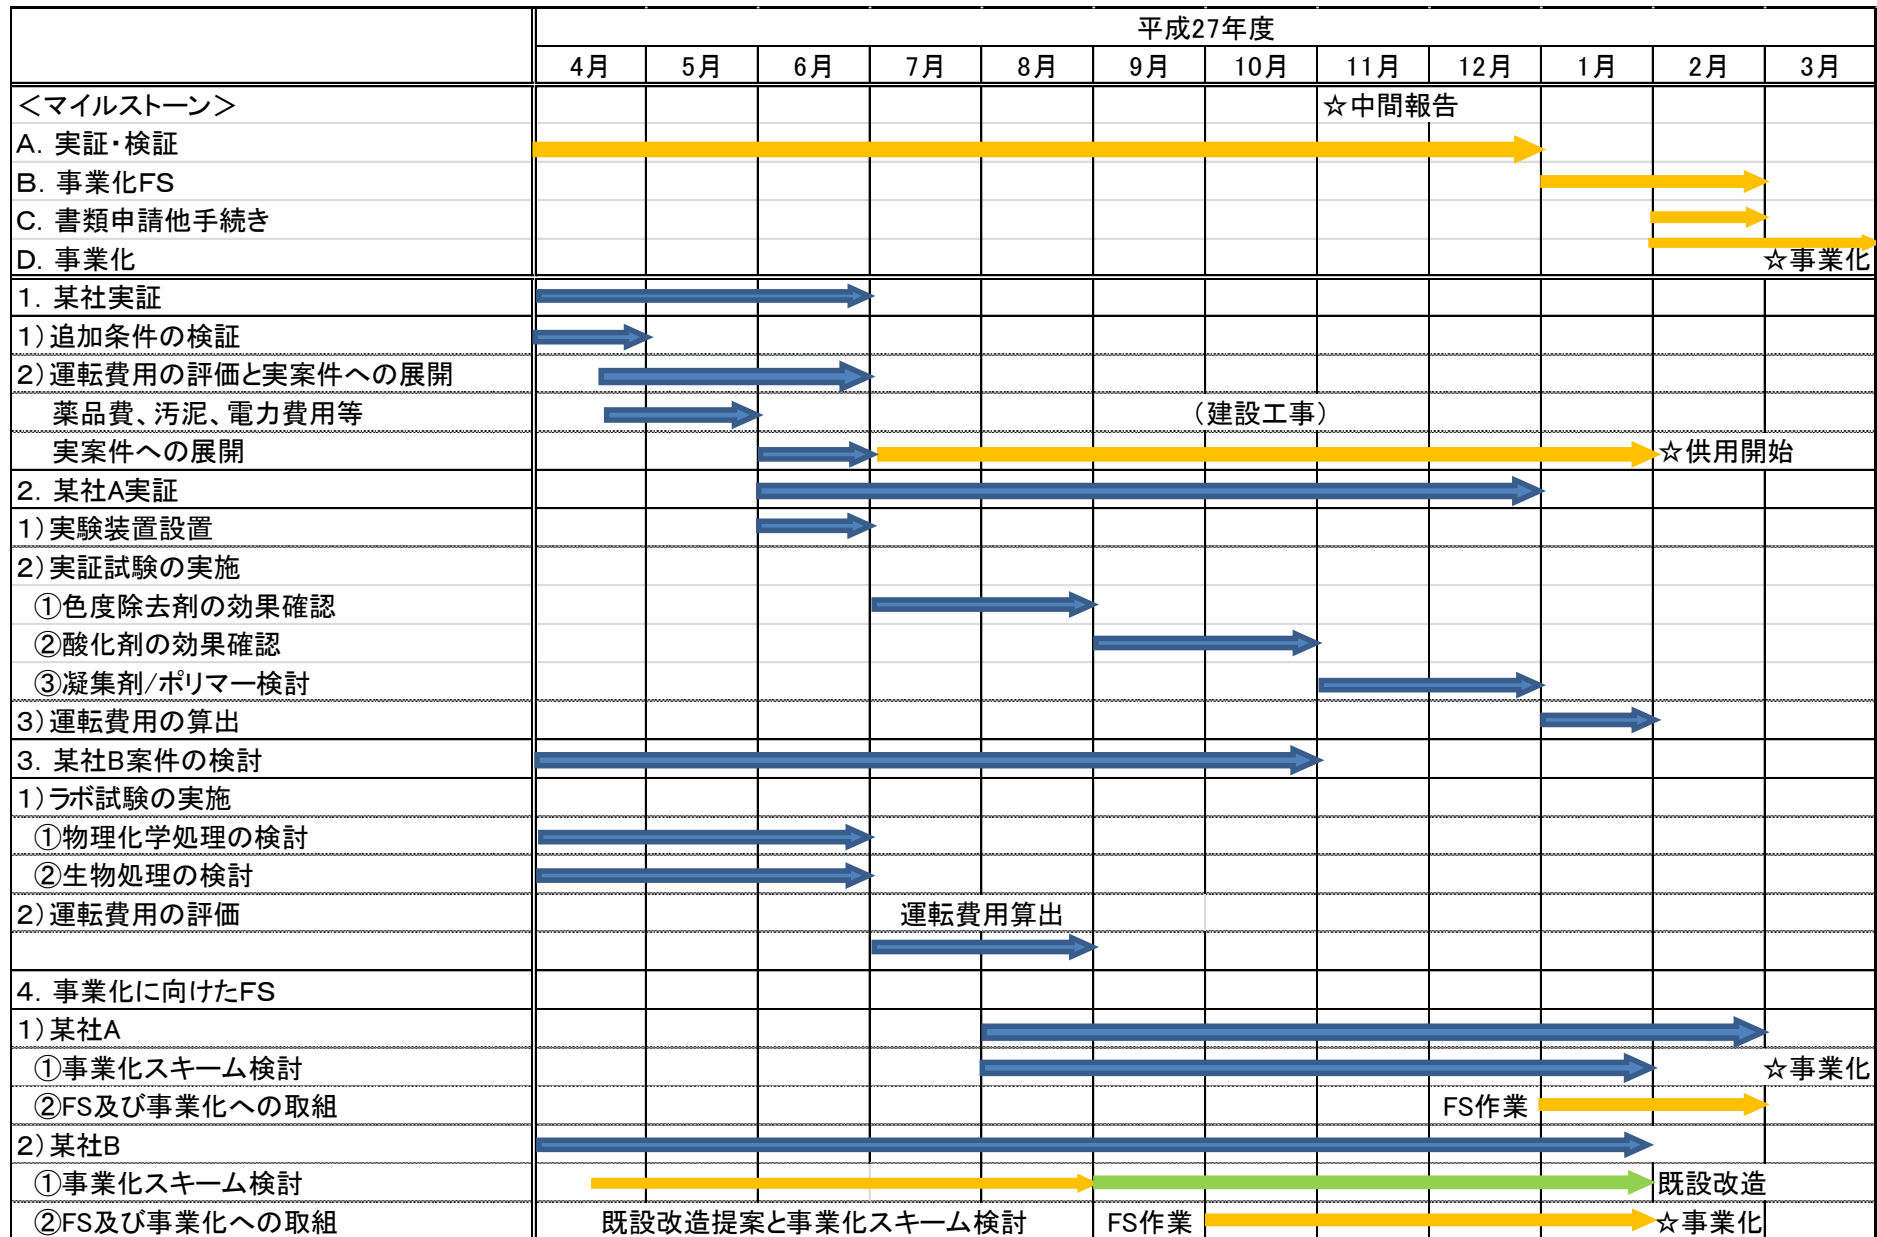 平成27年度
4月 5月 6月 7月 8月 9月 10月 11月 12月 1月 2月 3月
＜マイルストーン＞ ☆中間報告
A. 実証・検証
B. 事業化FS
C. 書類申請他手続き
D. 事業化 ☆事業化
1. 某社実証
1)追加条件の検証
2)運転費用の評価と実案件への展開
薬品費、汚泥、電力費用等 (建設工事)
実案件への展開 ☆供用開始
2. 某社A実証
1)実験装置設置
2)実証試験の実施
①色度除去剤の効果確認
②酸化剤の効果確認
③凝集剤/ポリマー検討
3)運転費用の算出
3. 某社B案件の検討
1)ラボ試験の実施
①物理化学処理の検討
②生物処理の検討
2)運転費用の評価 運転費用算出
4. 事業化に向けたFS
1)某社A
①事業化スキーム検討 ☆事業化
②FS及び事業化への取組 FS作業
2)某社B
①事業化スキーム検討 既設改造
②FS及び事業化への取組 既設改造提案と事業化スキーム検討 FS作業 ☆事業化